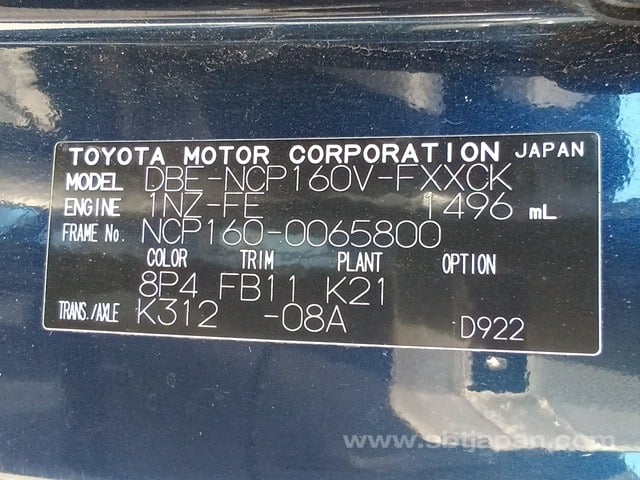 TOYOTA MOTOR CORPORATION JAPAN
MODEL DBE-NCP160V-FXXCK
ENGINE 1NZ-FE 1496 mL
FRAME No. NCP160-0065800
COLOR TRIM PLANT OPTION
8P4 FB11 K21
TRANS./AXLE K312 -08A D922
www.sbtjapan.com